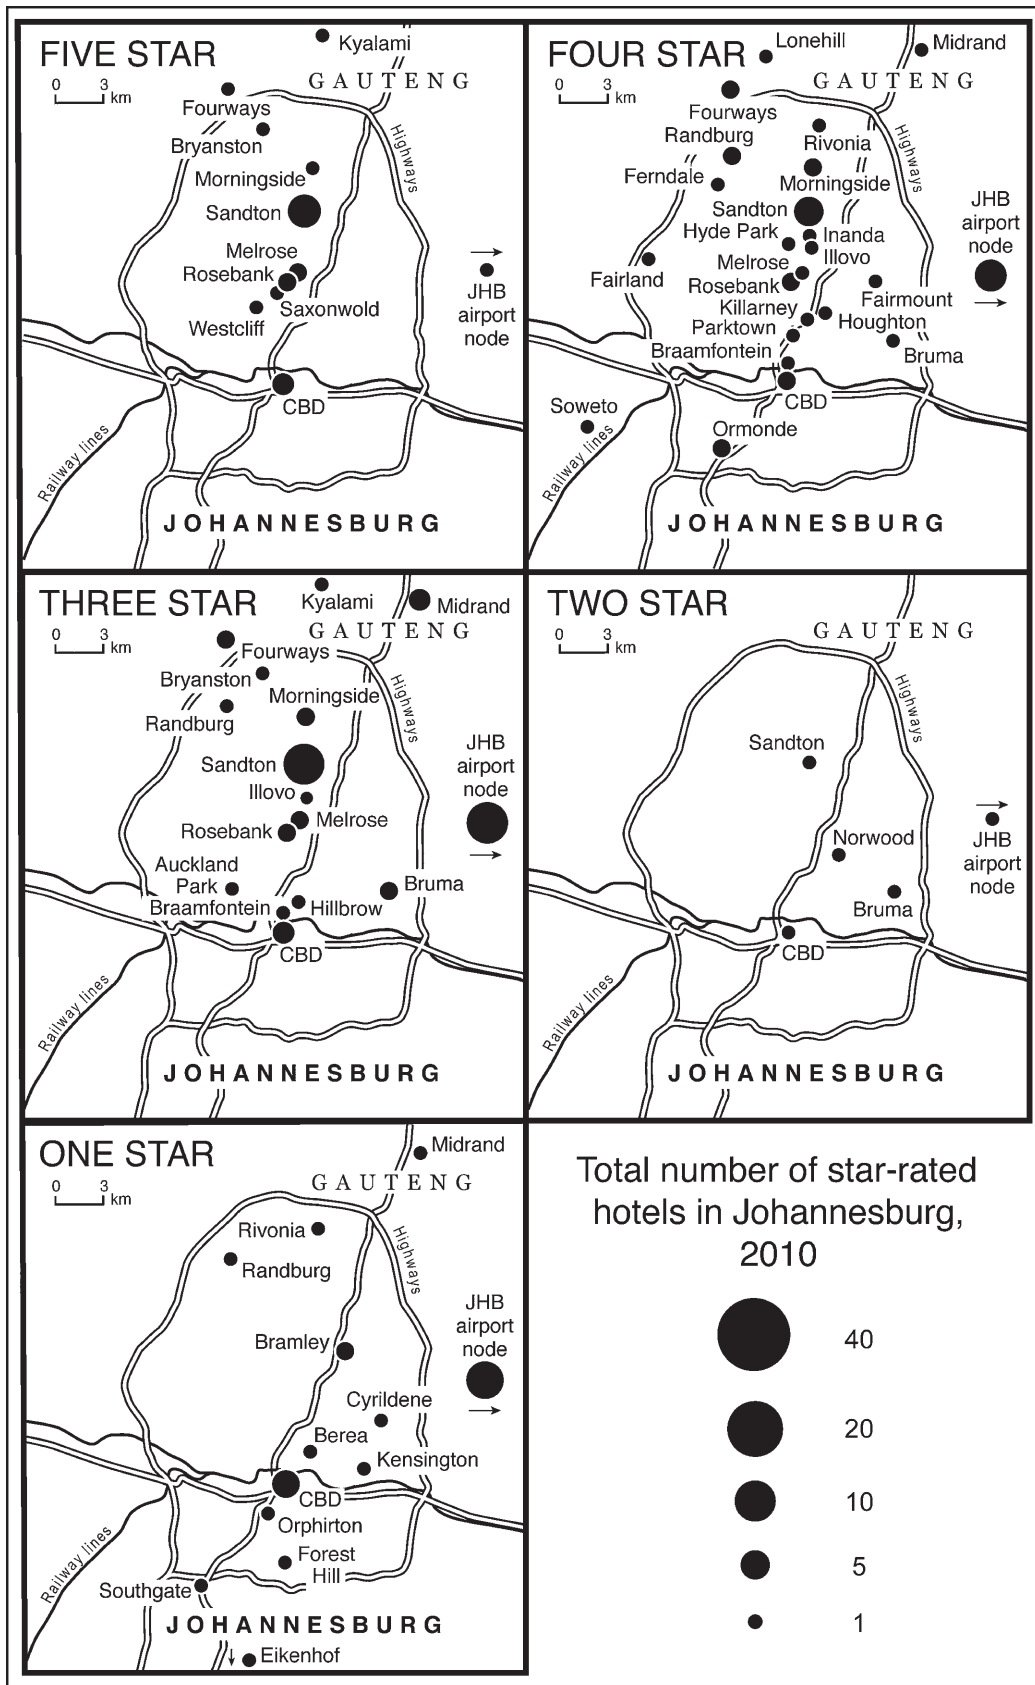 FIVE STAR
0 3
km
Kyalami
GAUTENG
Fourways
Bryanston
Highways
Morningside
Sandton
Melrose
Rosebank
Saxonwold
Westcliff
JHB
airport
node
CBD
Railway lines
JOHANNESBURG
FOUR STAR
0 3
km
Lonehill
Midrand
GAUTENG
Fourways
Randburg
Rivonia
Highways
Ferndale
Morningside
Sandton
Hyde Park
Inanda
Illovo
JHB
airport
node
Fairland
Melrose
Rosebank
Fairmount
Killarney
Houghton
Parktown
Braamfontein
Bruma
CBD
Soweto
Ormonde
Railway lines
JOHANNESBURG
THREE STAR
0 3
km
Kyalami
Midrand
GAUTENG
Fourways
Bryanston
Highways
Morningside
Randburg
Sandton
JHB
airport
node
Illovo
Melrose
Rosebank
Auckland
Park
Bruma
Braamfontein
Hillbrow
CBD
Railway lines
JOHANNESBURG
TWO STAR
0 3
km
GAUTENG
Highways
Sandton
Norwood
JHB
airport
node
Bruma
CBD
Railway lines
JOHANNESBURG
ONE STAR
0 3
km
Midrand
GAUTENG
Rivonia
Highways
Randburg
JHB
airport
node
Bramley
Cyrildene
Berea
Kensington
CBD
Orphirton
Forest
Hill
Southgate
Railway lines
JOHANNESBURG
Eikenhof
Total number of star-rated
hotels in Johannesburg,
2010
40
20
10
5
1